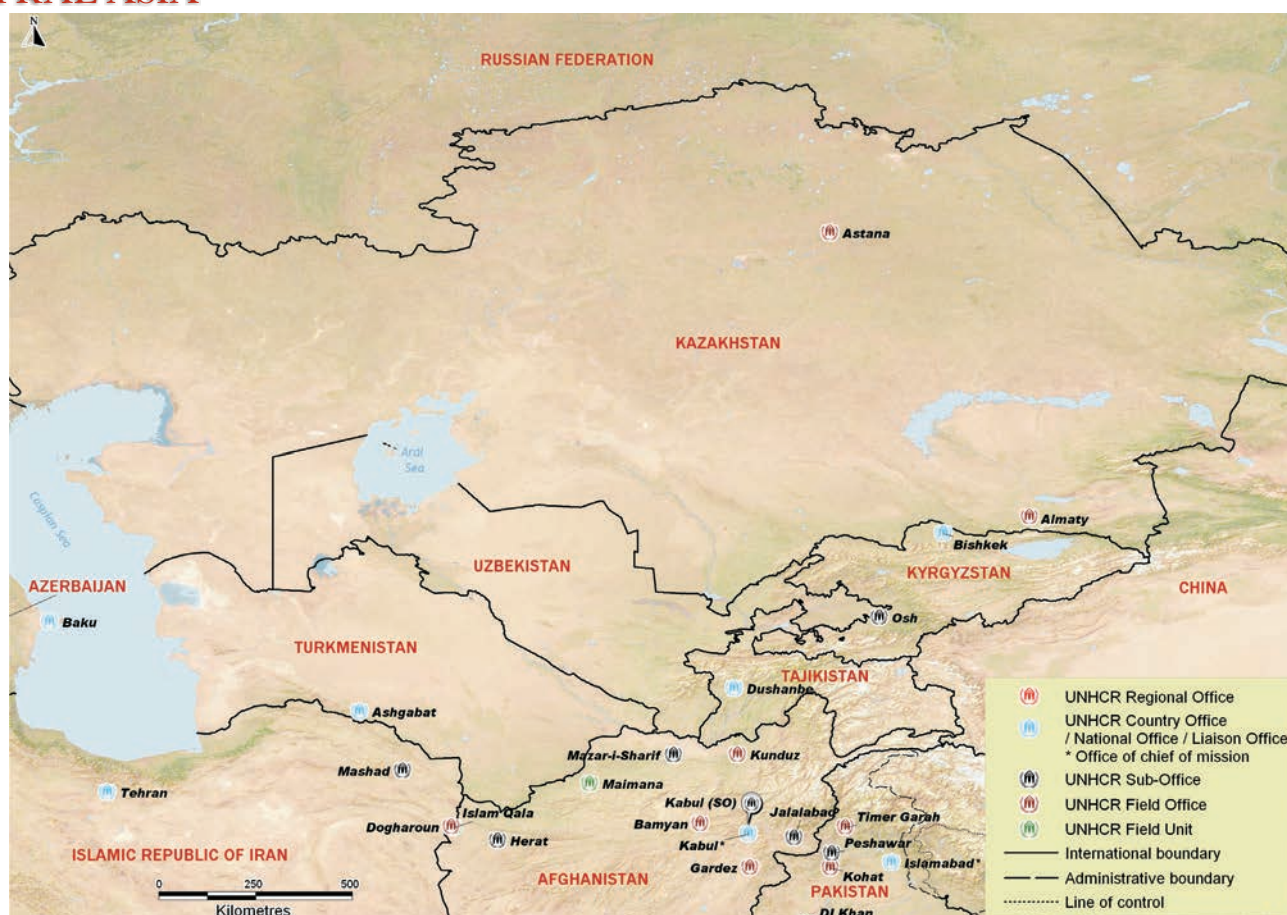 N
RUSSIAN FEDERATION
Astana
KAZAKHSTAN
Aral
Sea
Caspian Sea
Almaty
Bishkek
UZBEKISTAN
KYRGYZSTAN
AZERBAIJAN
CHINA
Baku
Osh
TURKMENISTAN
TAJIKISTAN
Dushanbe
Ashgabat
Mazar-i-Sharif
Kunduz
Mashad
Maimana
Tehran
Kabul (SO)
Jalalabad
Islam Qala
Dogharoun
Bamyan
Timer Garah
Herat
Kabul*
Peshawar
ISLAMIC REPUBLIC OF IRAN
Islamabad*
Gardez
Kohat
AFGHANISTAN
PAKISTAN
DI Khan
0 250 500
Kilometres
UNHCR Regional Office
UNHCR Country Office
/ National Office / Liaison Office
* Office of chief of mission
UNHCR Sub-Office
UNHCR Field Office
UNHCR Field Unit
International boundary
Administrative boundary
Line of control